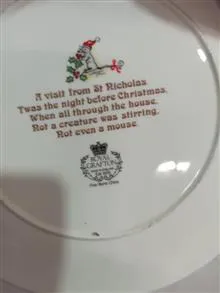 A visit from St Nicholas
Twas the night before Christmas,
When all through the house,
Not a creature was stirring,
Not even a mouse.
ROYAL
GRAFTON
Fine Bone China